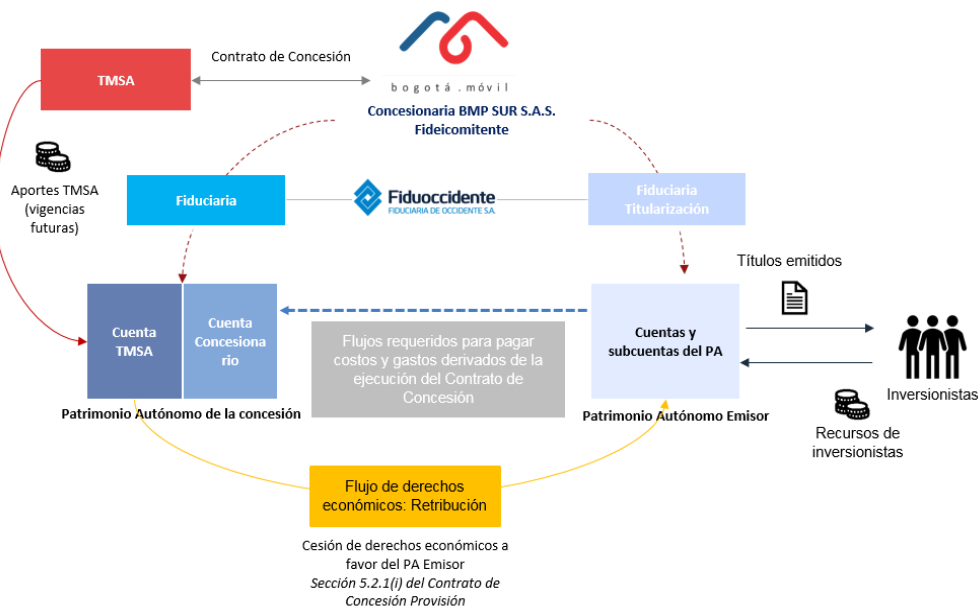 TMSA
Contrato de Concesión
bogotá.móvil
Concesionaria BMP SUR S.A.S.
Fideicomitente
Aportes TMSA
(vigencias
futuras)
Fiduciaria
Fiduoccidente
FIDUCIARIA DE OCCIDENTE S.A.
Fiduciaria
Titularización
Títulos emitidos
Cuenta
TMSA
Cuenta
Concesiona
rio
Patrimonio Autónomo de la concesión
Flujos requeridos para pagar
costos y gastos derivados de la
ejecución del Contrato de
Concesión
Cuentas y
subcuentas del PA
Patrimonio Autónomo Emisor
Inversionistas
Recursos de
inversionistas
Flujo de derechos
económicos: Retribución
Cesión de derechos económicos a
favor del PA Emisor
Sección 5.2.1(i) del Contrato de
Concesión Provisión